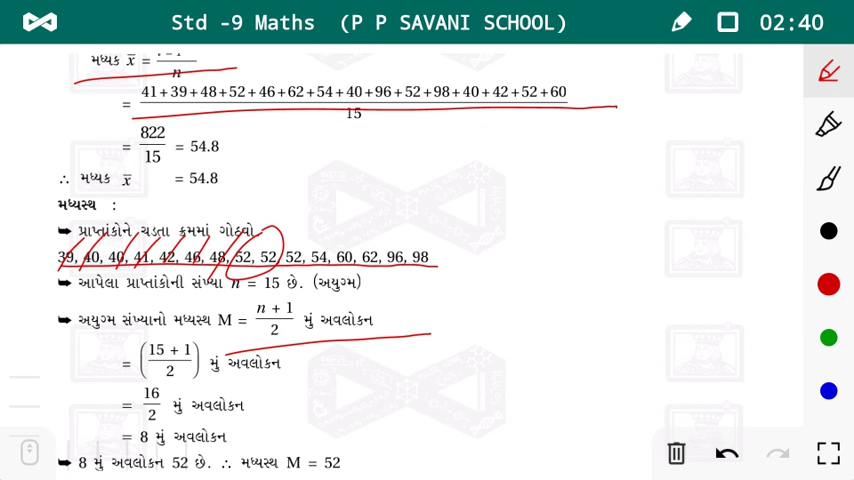 Std -9 Maths (P P SAVANI SCHOOL)
02:40
મધ્યક x̄ = n
= 41+39+48+52+46+62+54+40+96+52+98+40+42+52+60
15
= 822/15 = 54.8
∴ મધ્યક x̄ = 54.8
મધ્યસ્થ :
➥ પ્રાપ્તાંકોને ચડતા ક્રમમાં ગોઠવો
39, 40, 40, 41, 42, 46, 48, 52, 52, 52, 54, 60, 62, 96, 98
➥ આપેલા પ્રાપ્તાંકોની સંખ્યા n = 15 છે. (અયુગ્મ)
➥ અયુગ્મ સંખ્યાનો મધ્યસ્થ M = (n + 1)/2 મું અવલોકન
= ((15 + 1)/2) મું અવલોકન
= 16/2 મું અવલોકન
= 8 મું અવલોકન
➥ 8 મું અવલોકન 52 છે. ∴ મધ્યસ્થ M = 52